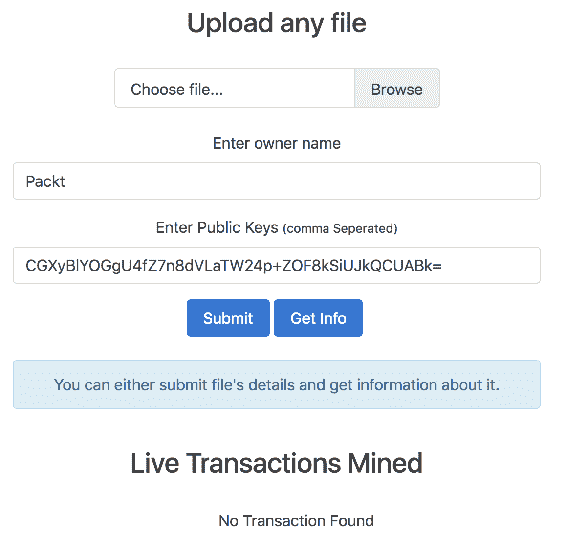 Upload any file
Choose file...
Browse
Enter owner name
Packt
Enter Public Keys (comma Seperated)
CGXyBlYOGgU4fZ7n8dVLaTW24p+ZOF8kSiUJkQCUABk=
Submit
Get Info
You can either submit file's details and get information about it.
Live Transactions Mined
No Transaction Found